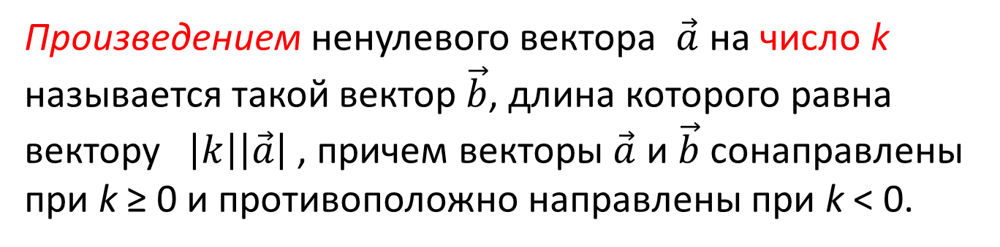 Произведением ненулевого вектора a⃗ на число k
называется такой вектор b⃗, длина которого равна
вектору |k||a⃗| , причем векторы a⃗ и b⃗ сонаправлены
при k ≥ 0 и противоположно направлены при k < 0.